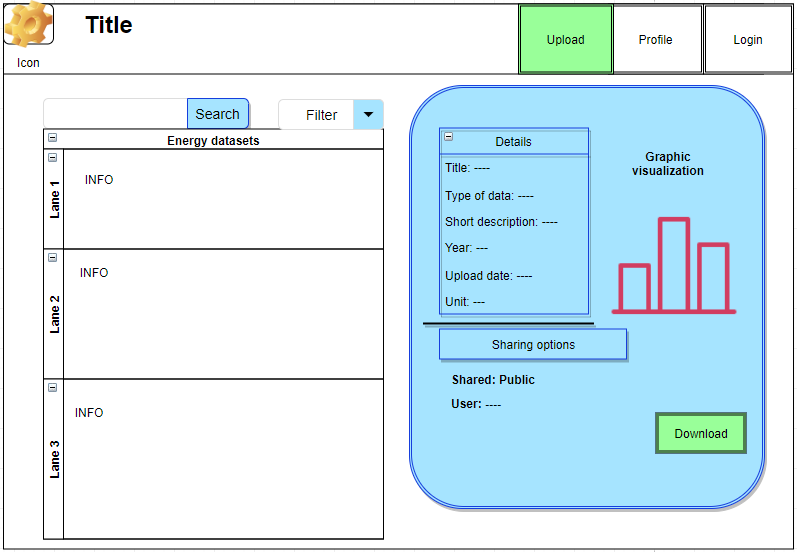 Title
Icon
Upload
Profile
Login
Search
Filter
Energy datasets
Lane 1
INFO
Lane 2
INFO
Lane 3
INFO
Details
Title: ----
Type of data: ----
Short description: ----
Year: ---
Upload date: ----
Unit: ---
Graphic
visualization
Sharing options
Shared: Public
User: ----
Download